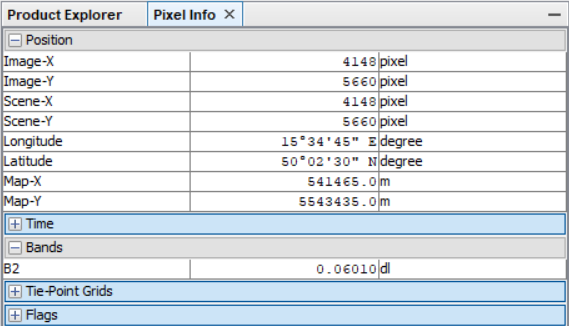 Product Explorer Pixel Info ×
Position
Image-X 4148 pixel
Image-Y 5660 pixel
Scene-X 4148 pixel
Scene-Y 5660 pixel
Longitude 15°34'45" E degree
Latitude 50°02'30" N degree
Map-X 541465.0 m
Map-Y 5543435.0 m
Time
Bands
B2 0.06010 dl
Tie-Point Grids
Flags